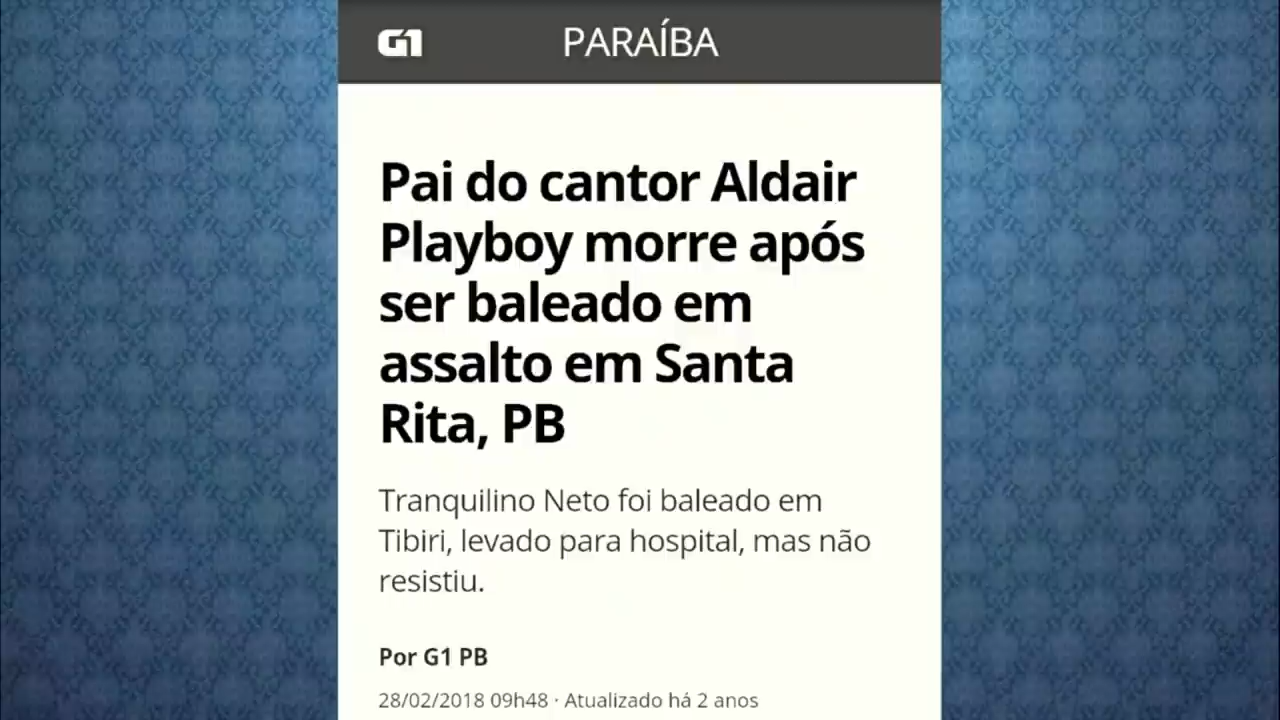 G1
PARAÍBA
Pai do cantor Aldair
Playboy morre após
ser baleado em
assalto em Santa
Rita, PB
Tranquilino Neto foi baleado em
Tibiri, levado para hospital, mas não
resistiu.
Por G1 PB
28/02/2018 09h48 · Atualizado há 2 anos